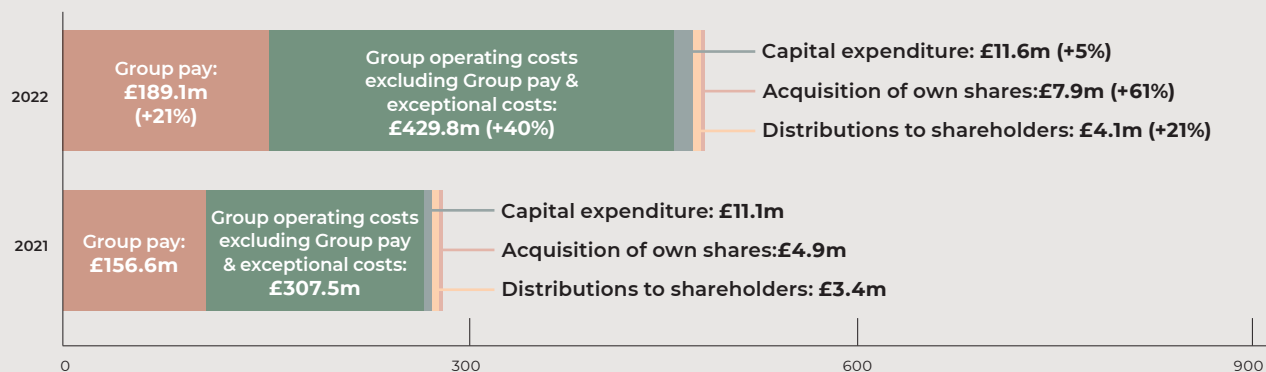 2022
Group pay:
£189.1m
(+21%)
Group operating costs
excluding Group pay &
exceptional costs:
£429.8m (+40%)
Capital expenditure: £11.6m (+5%)
Acquisition of own shares:£7.9m (+61%)
Distributions to shareholders: £4.1m (+21%)
2021
Group pay:
£156.6m
Group operating costs
excluding Group pay
& exceptional costs:
£307.5m
Capital expenditure: £11.1m
Acquisition of own shares:£4.9m
Distributions to shareholders: £3.4m
0 300 600 900